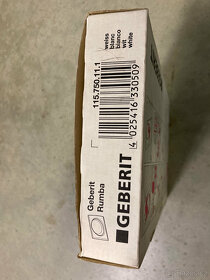 115.750.11.1
weiss
blanc
bianco
wit
white
4 025416 330509
Geberit
Rumba
GEBERIT